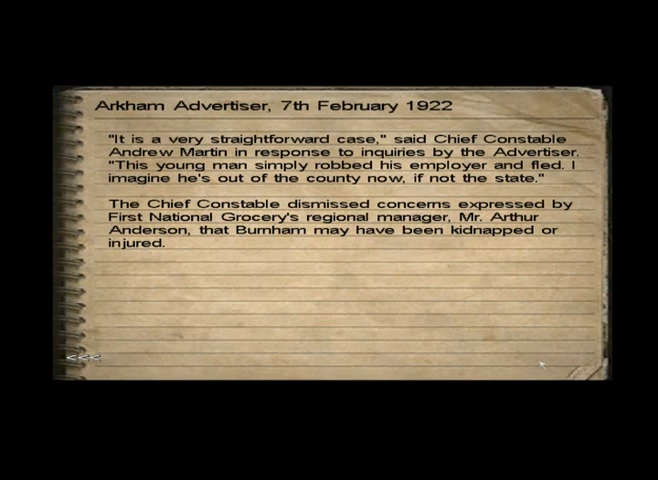 Arkham Advertiser, 7th February 1922
"It is a very straightforward case," said Chief Constable
Andrew Martin in response to inquiries by the Advertiser.
"This young man simply robbed his employer and fled. I
imagine he's out of the county now, if not the state."
The Chief Constable dismissed concerns expressed by
First National Grocery's regional manager, Mr. Arthur
Anderson, that Burnham may have been kidnapped or
injured.
<<<